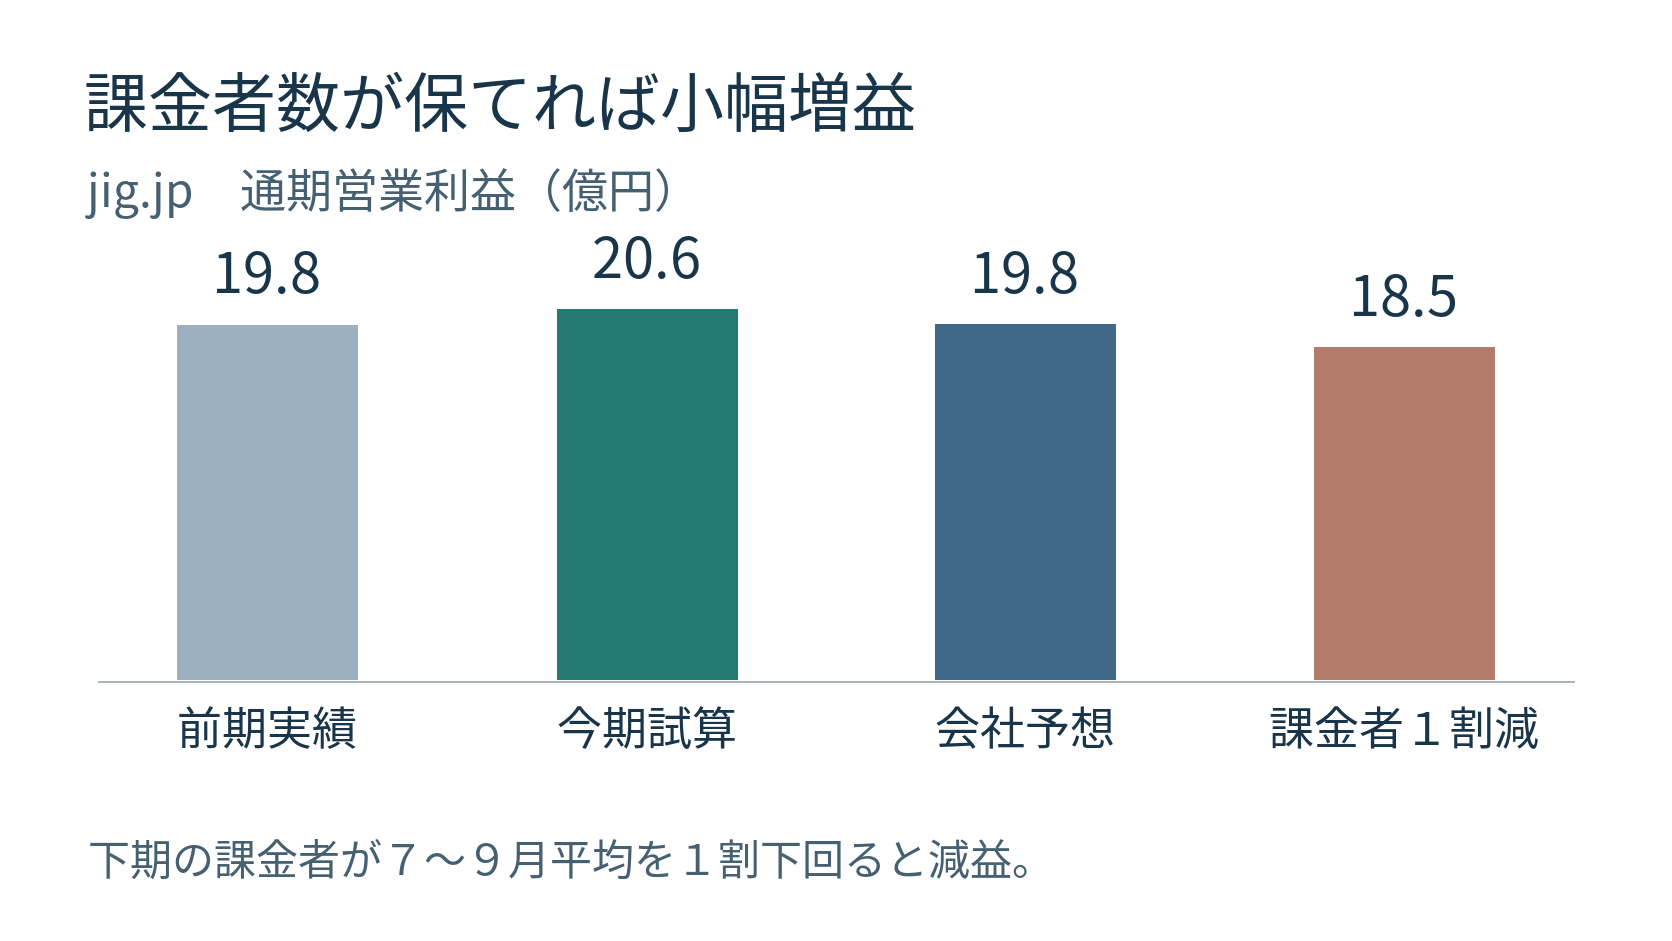 課金者数が保てれば小幅増益
jig.jp　通期営業利益（億円）
19.8
20.6
19.8
18.5
前期実績
今期試算
会社予想
課金者１割減
下期の課金者が７～９月平均を１割下回ると減益。